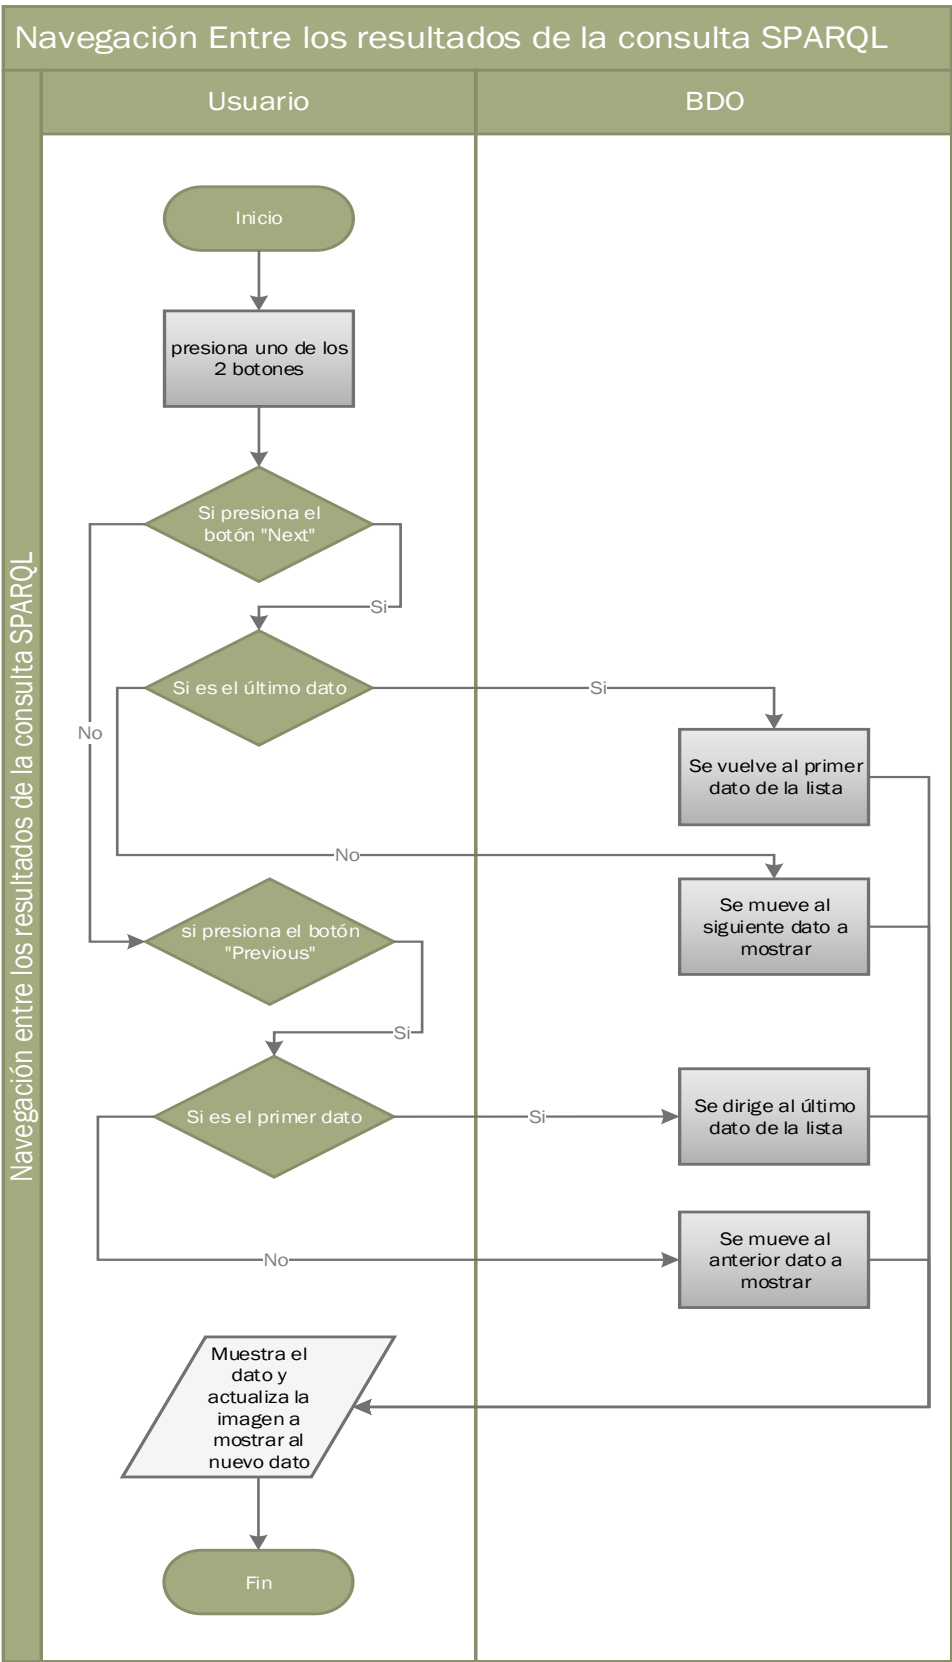 Navegación Entre los resultados de la consulta SPARQL
Navegación entre los resultados de la consulta SPARQL
Usuario
BDO
Inicio
presiona uno de los
2 botones
Si presiona el
botón "Next"
Si
Si es el último dato
Si
No
Se vuelve al primer
dato de la lista
No
Se mueve al
siguiente dato a
mostrar
si presiona el botón
"Previous"
Si
Si es el primer dato
Si
Se dirige al último
dato de la lista
No
Se mueve al
anterior dato a
mostrar
Muestra el
dato y
actualiza la
imagen a
mostrar al
nuevo dato
Fin